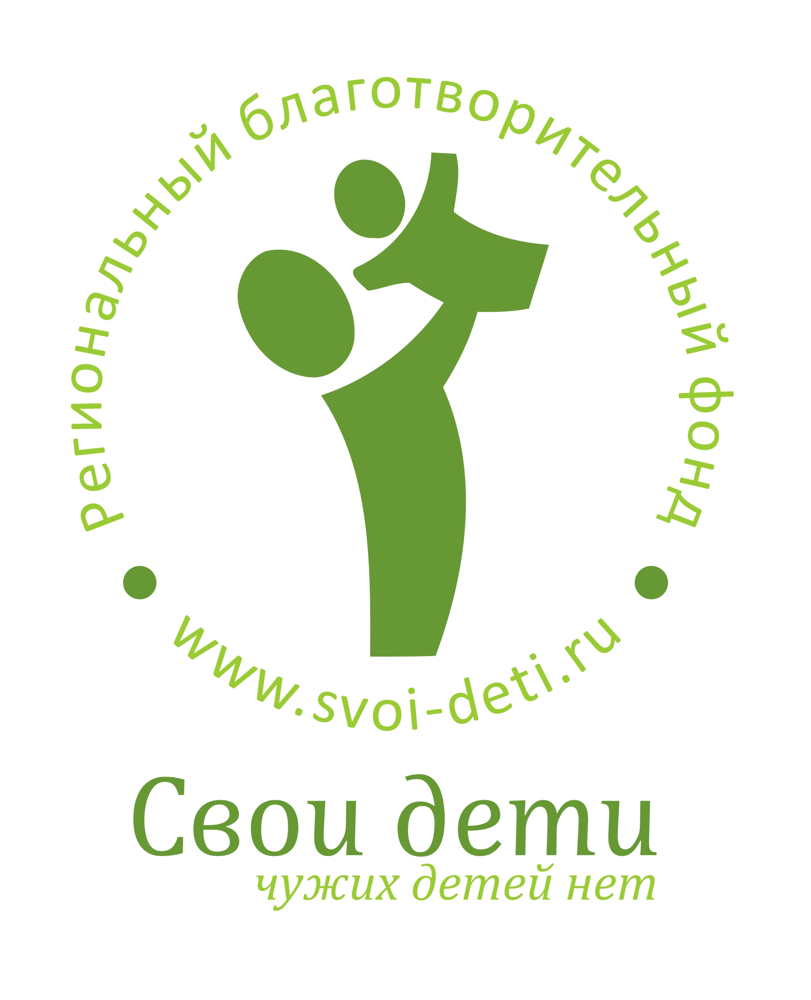 Региональный благотворительный фонд
www.svoi-deti.ru
Свои дети
чужих детей нет